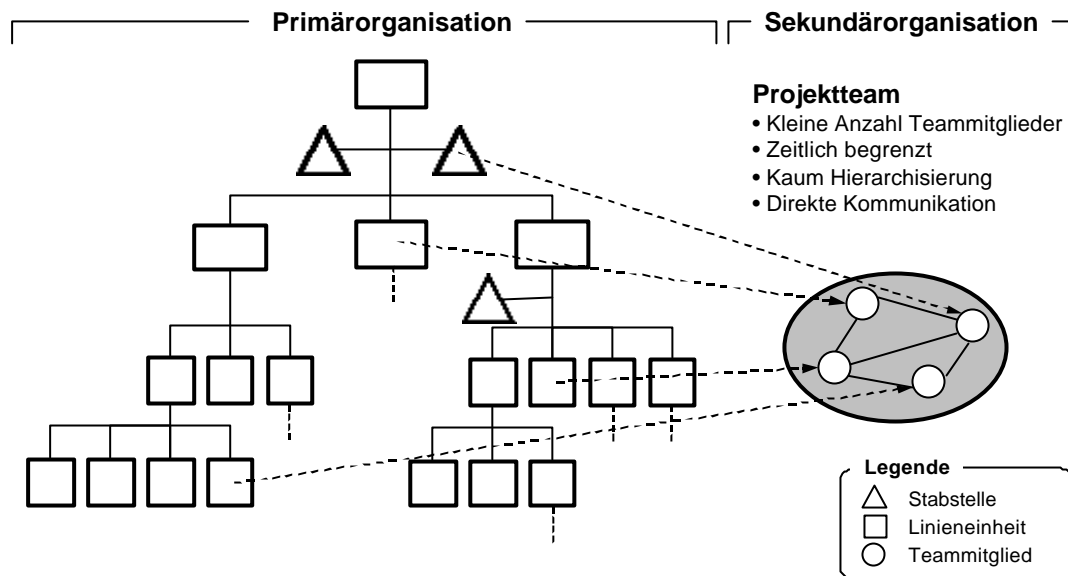 Primärorganisation
Sekundärorganisation
Projektteam
• Kleine Anzahl Teammitglieder
• Zeitlich begrenzt
• Kaum Hierarchisierung
• Direkte Kommunikation
Legende
Stabstelle
Linieneinheit
Teammitglied